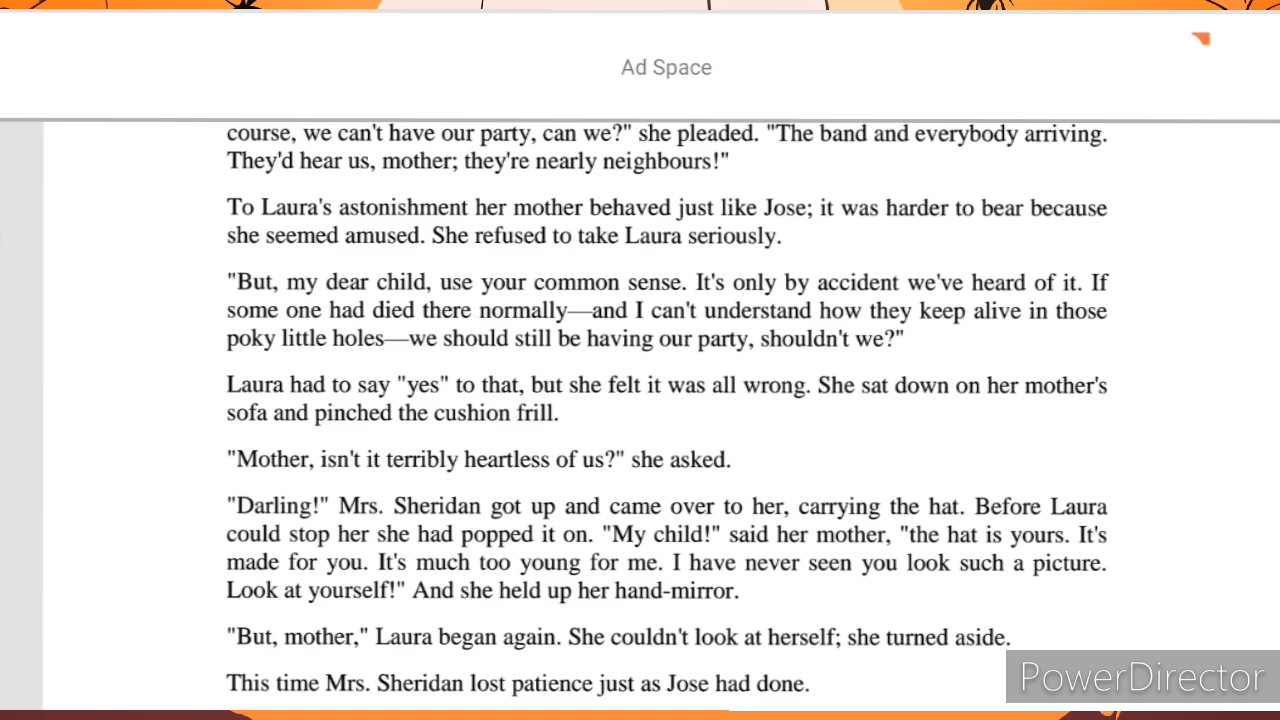 Ad Space
course, we can't have our party, can we?" she pleaded. "The band and everybody arriving.
They'd hear us, mother; they're nearly neighbours!"
To Laura's astonishment her mother behaved just like Jose; it was harder to bear because
she seemed amused. She refused to take Laura seriously.
"But, my dear child, use your common sense. It's only by accident we've heard of it. If
some one had died there normally—and I can't understand how they keep alive in those
poky little holes—we should still be having our party, shouldn't we?"
Laura had to say "yes" to that, but she felt it was all wrong. She sat down on her mother's
sofa and pinched the cushion frill.
"Mother, isn't it terribly heartless of us?" she asked.
"Darling!" Mrs. Sheridan got up and came over to her, carrying the hat. Before Laura
could stop her she had popped it on. "My child!" said her mother, "the hat is yours. It's
made for you. It's much too young for me. I have never seen you look such a picture.
Look at yourself!" And she held up her hand-mirror.
"But, mother," Laura began again. She couldn't look at herself; she turned aside.
This time Mrs. Sheridan lost patience just as Jose had done.
PowerDirector